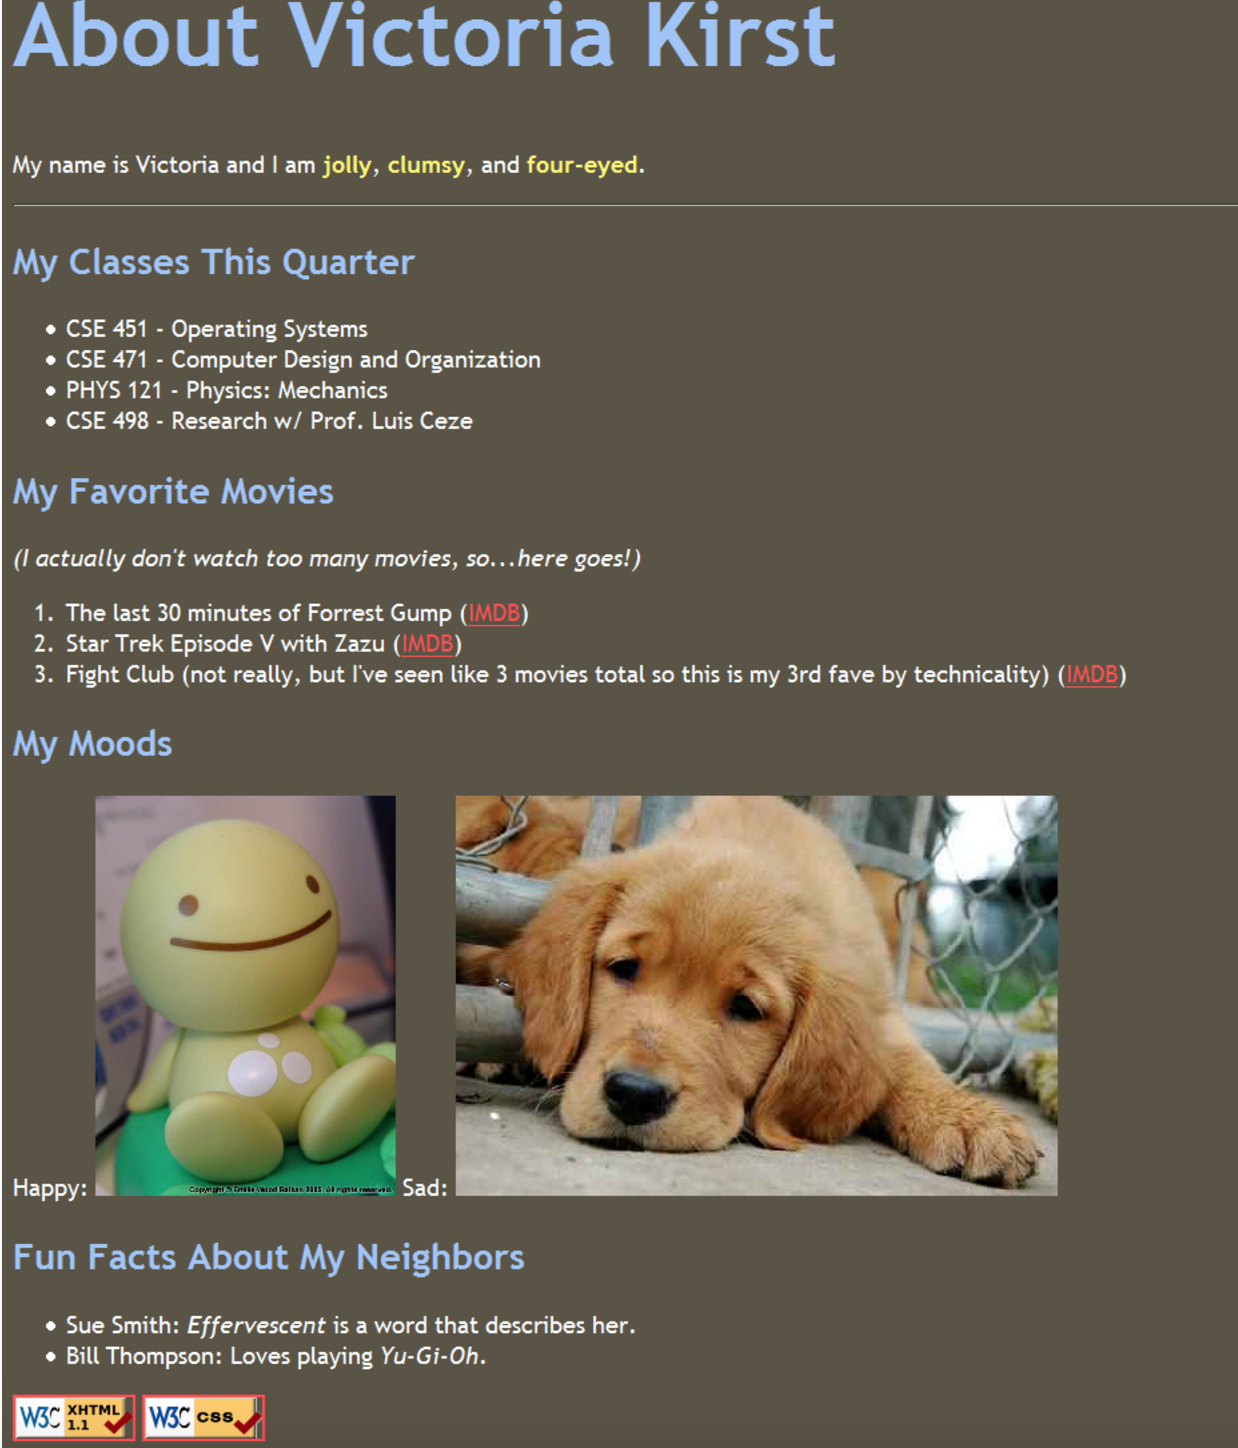 About Victoria Kirst
My name is Victoria and I am jolly, clumsy, and four-eyed.
My Classes This Quarter
• CSE 451 - Operating Systems
• CSE 471 - Computer Design and Organization
• PHYS 121 - Physics: Mechanics
• CSE 498 - Research w/ Prof. Luis Ceze
My Favorite Movies
(I actually don't watch too many movies, so...here goes!)
1. The last 30 minutes of Forrest Gump (IMDB)
2. Star Trek Episode V with Zazu (IMDB)
3. Fight Club (not really, but I've seen like 3 movies total so this is my 3rd fave by technicality) (IMDB)
My Moods
Copyright All rights reserved.
Happy: Sad:
Fun Facts About My Neighbors
• Sue Smith: Effervescent is a word that describes her.
• Bill Thompson: Loves playing Yu-Gi-Oh.
W3C XHTML 1.1 W3C CSS